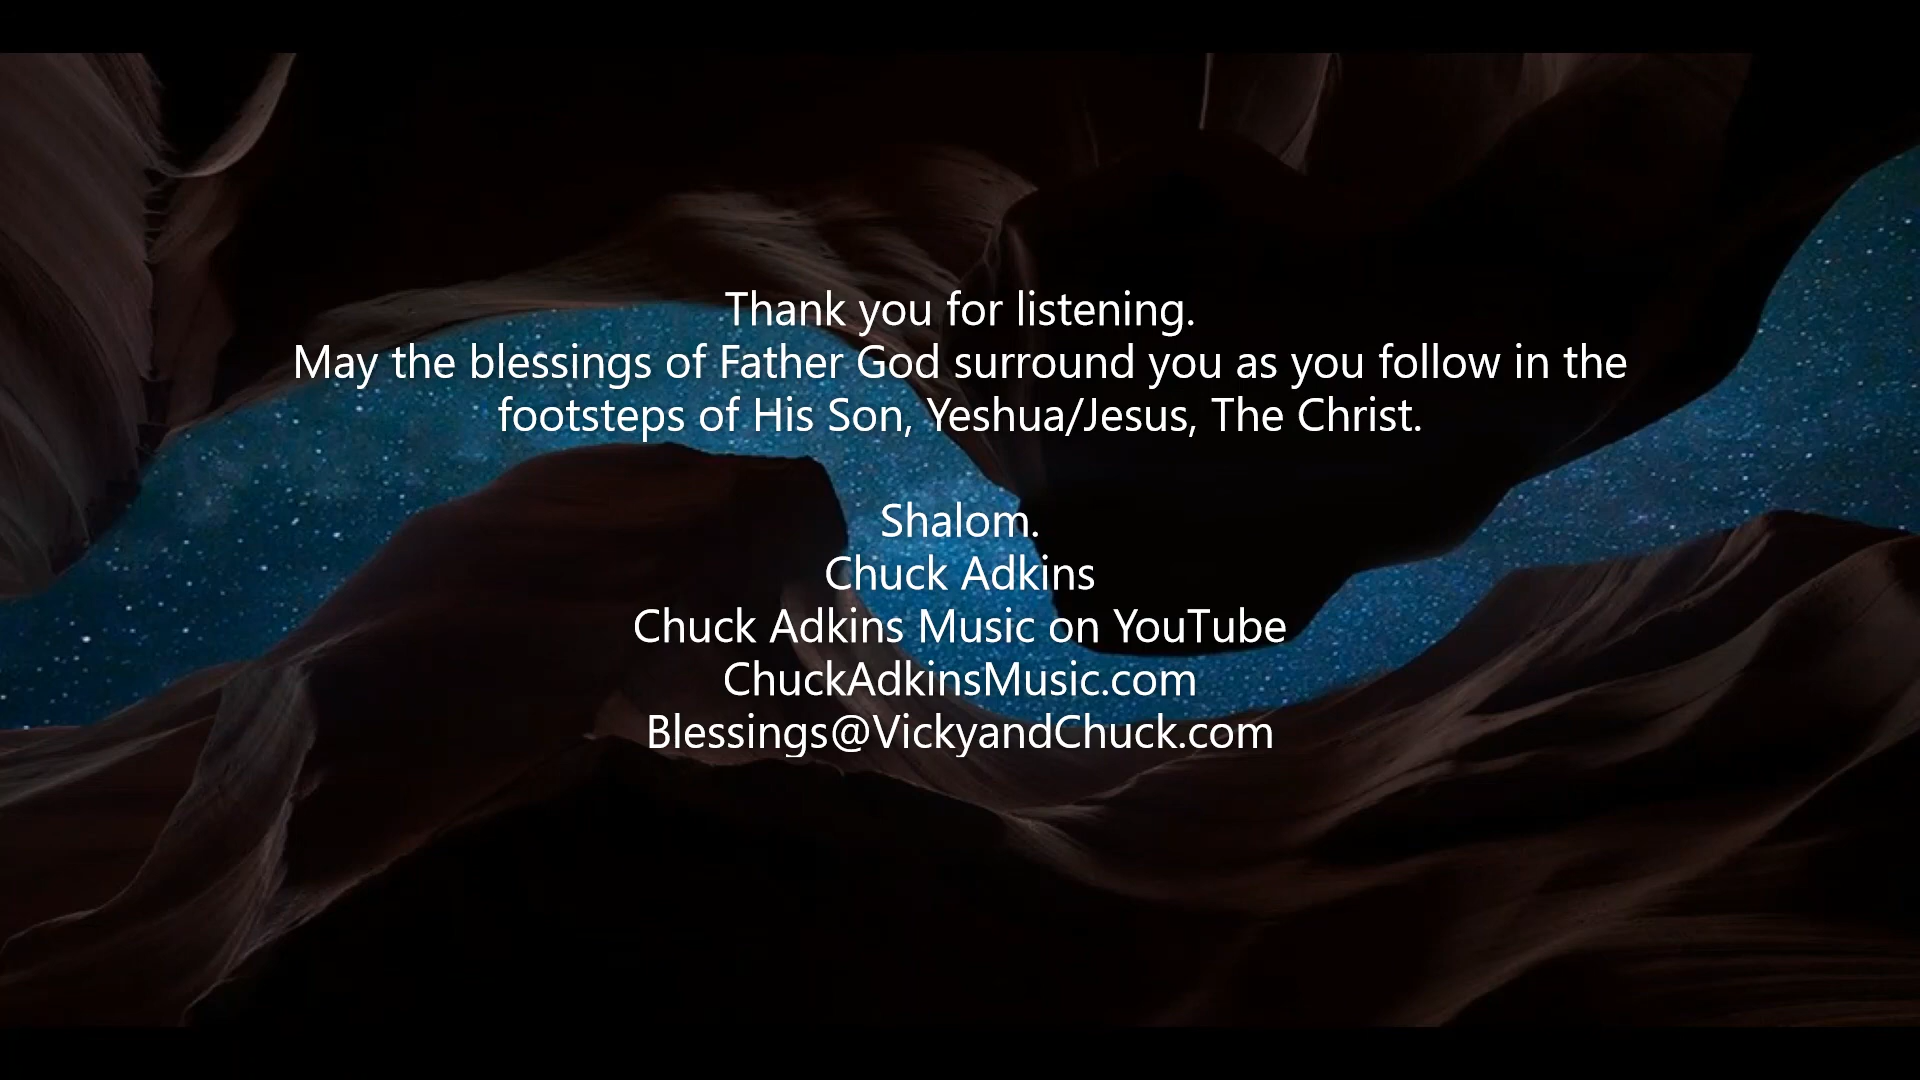 Thank you for listening.
May the blessings of Father God surround you as you follow in the
footsteps of His Son, Yeshua/Jesus, The Christ.
Shalom.
Chuck Adkins
Chuck Adkins Music on YouTube
ChuckAdkinsMusic.com
Blessings@VickyandChuck.com